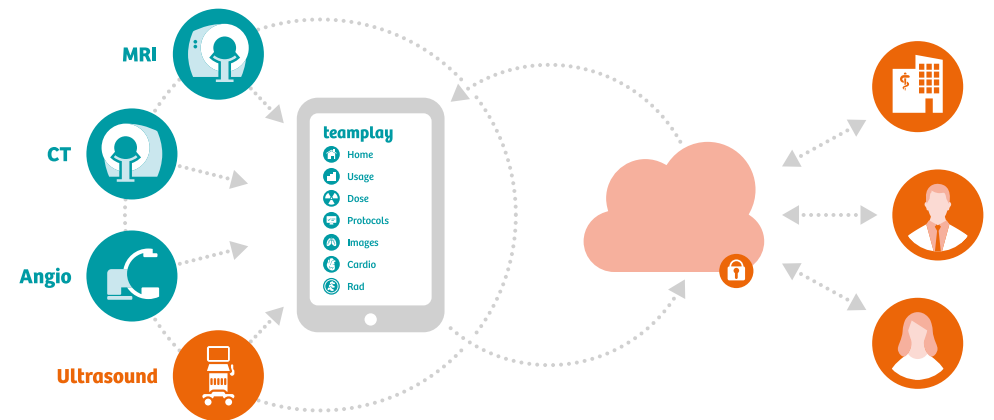 MRI
CT
Angio
Ultrasound
teamplay
Home
Usage
Dose
Protocols
Images
Cardio
Rad